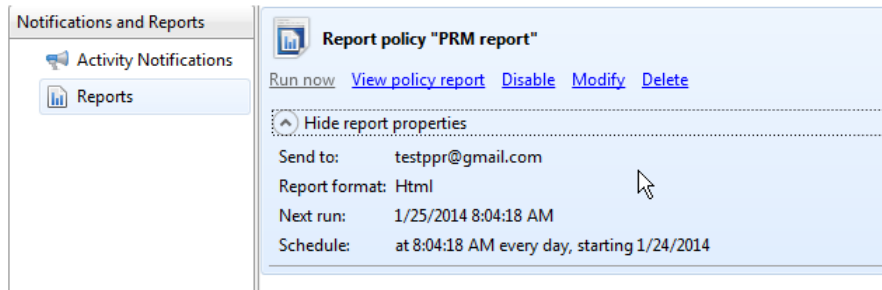 Notifications and Reports
Activity Notifications
Reports
Report policy "PRM report"
Run now View policy report Disable Modify Delete
Hide report properties
Send to: testppr@gmail.com
Report format: Html
Next run: 1/25/2014 8:04:18 AM
Schedule: at 8:04:18 AM every day, starting 1/24/2014